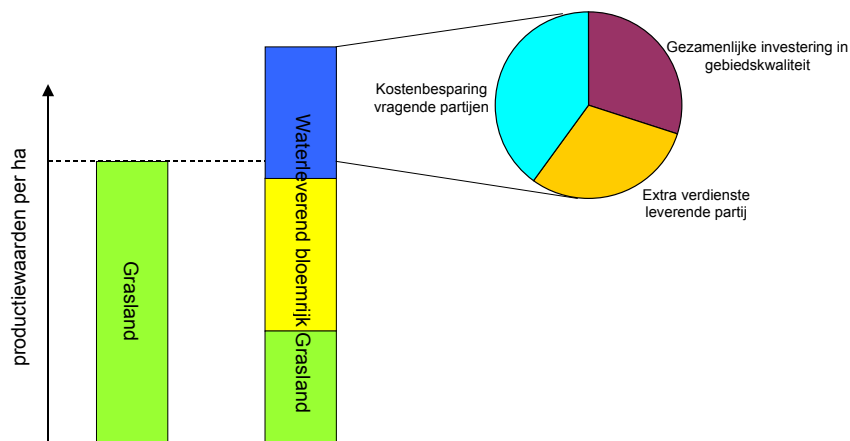 productiewaarden per ha
Grasland
Waterleverend bloemrijk Grasland
Kostenbesparing
vragende partijen
Gezamenlijke investering in
gebiedskwaliteit
Extra verdienste
leverende partij